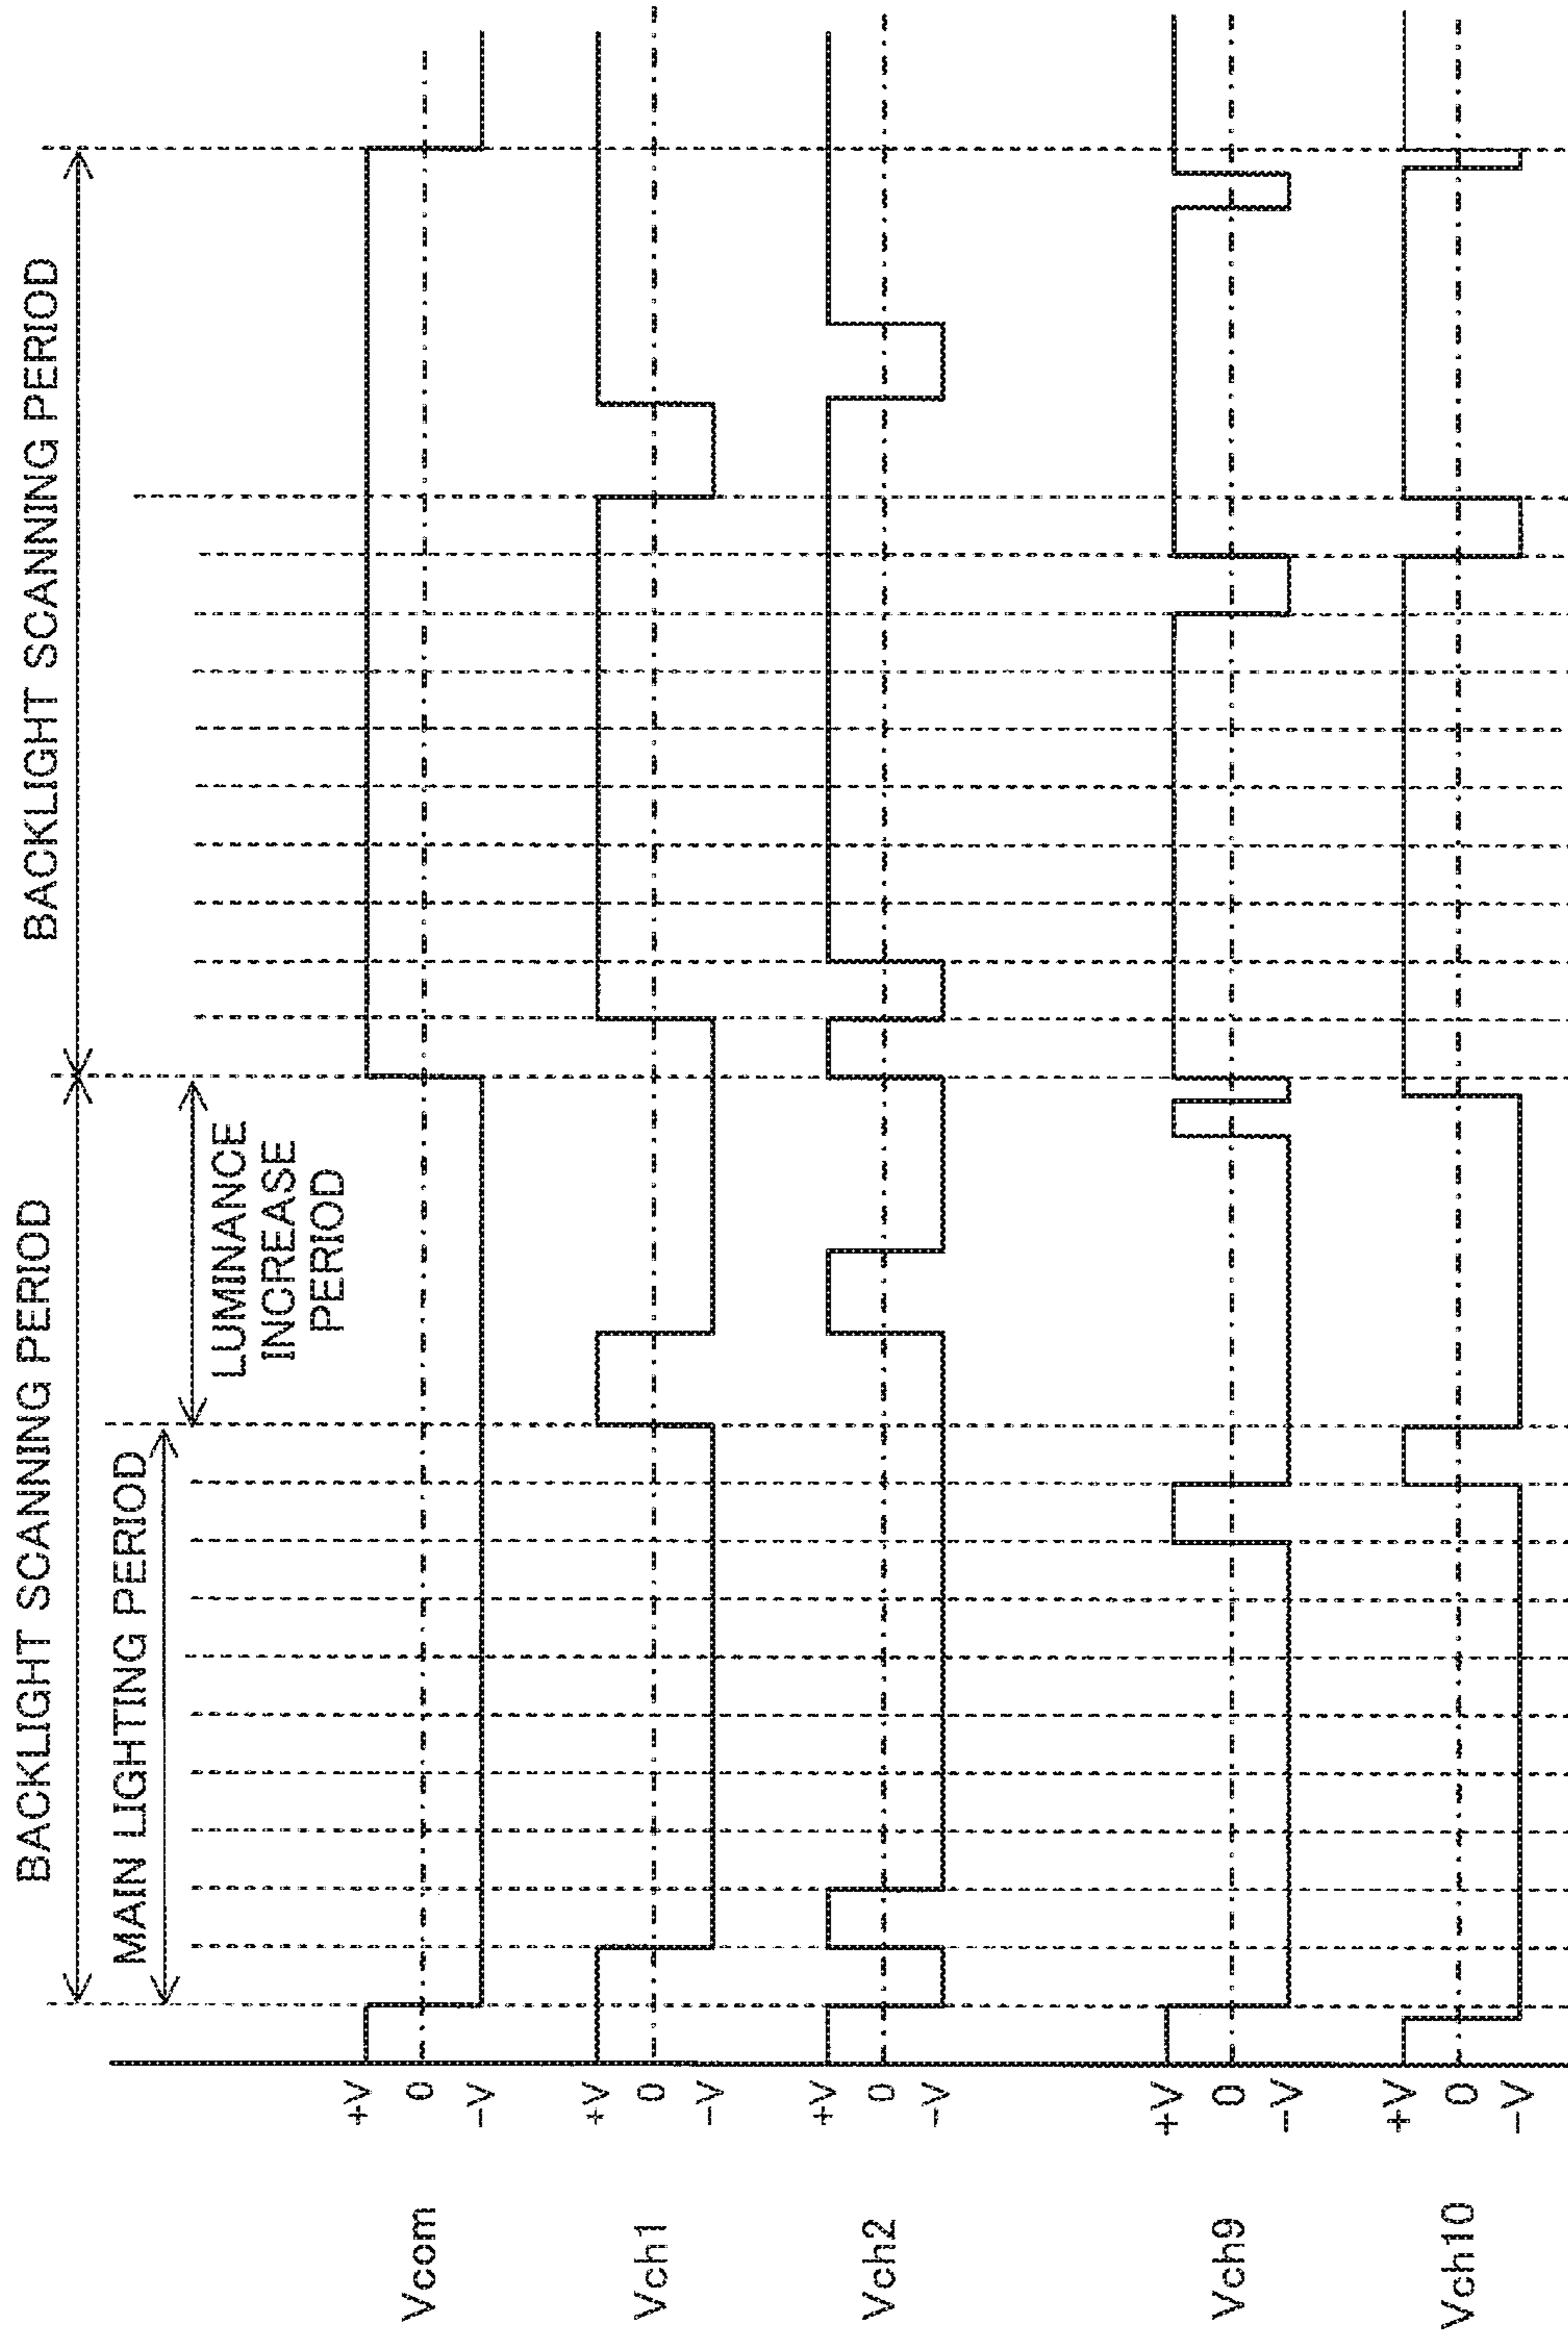 BACKLIGHT SCANNING PERIOD
BACKLIGHT SCANNING PERIOD
MAIN LIGHTING PERIOD
LUMINANCE
INCREASE
PERIOD
Vcom
+V
0
-V
Vch1
+V
0
-V
Vch2
+V
0
-V
Vch9
+V
0
-V
Vch10
+V
0
-V